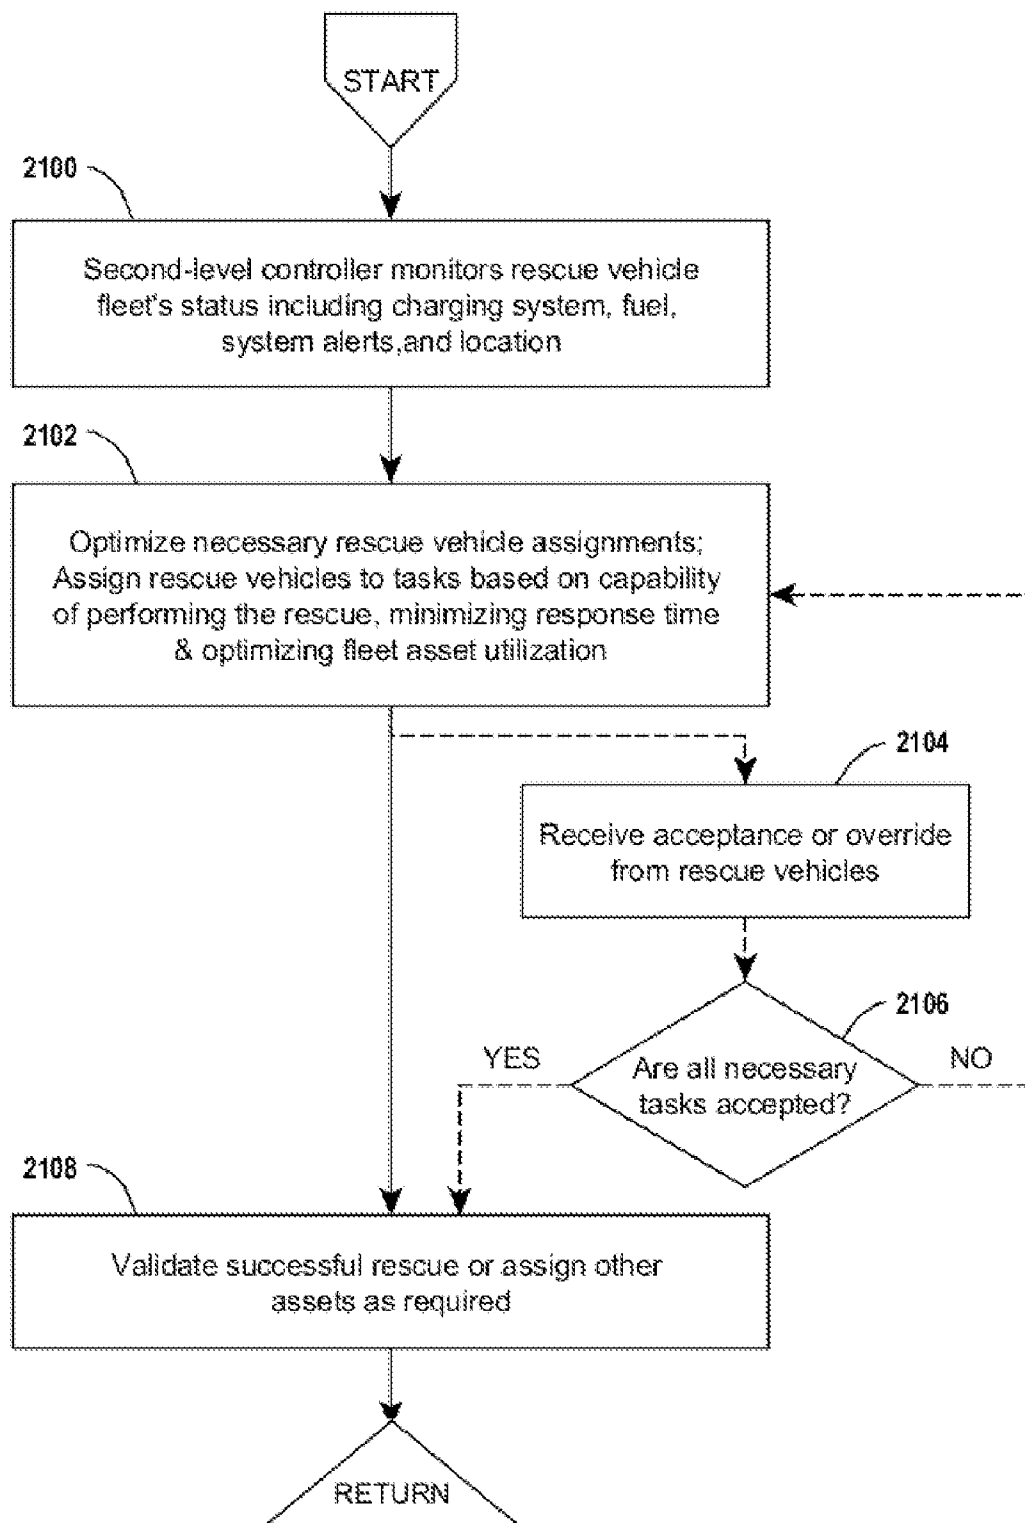 START
2100
Second-level controller monitors rescue vehicle
fleet's status including charging system, fuel,
system alerts,and location
2102
Optimize necessary rescue vehicle assignments;
Assign rescue vehicles to tasks based on capability
of performing the rescue, minimizing response time
& optimizing fleet asset utilization
2104
Receive acceptance or override
from rescue vehicles
2106
YES
Are all necessary
tasks accepted?
NO
2108
Validate successful rescue or assign other
assets as required
RETURN